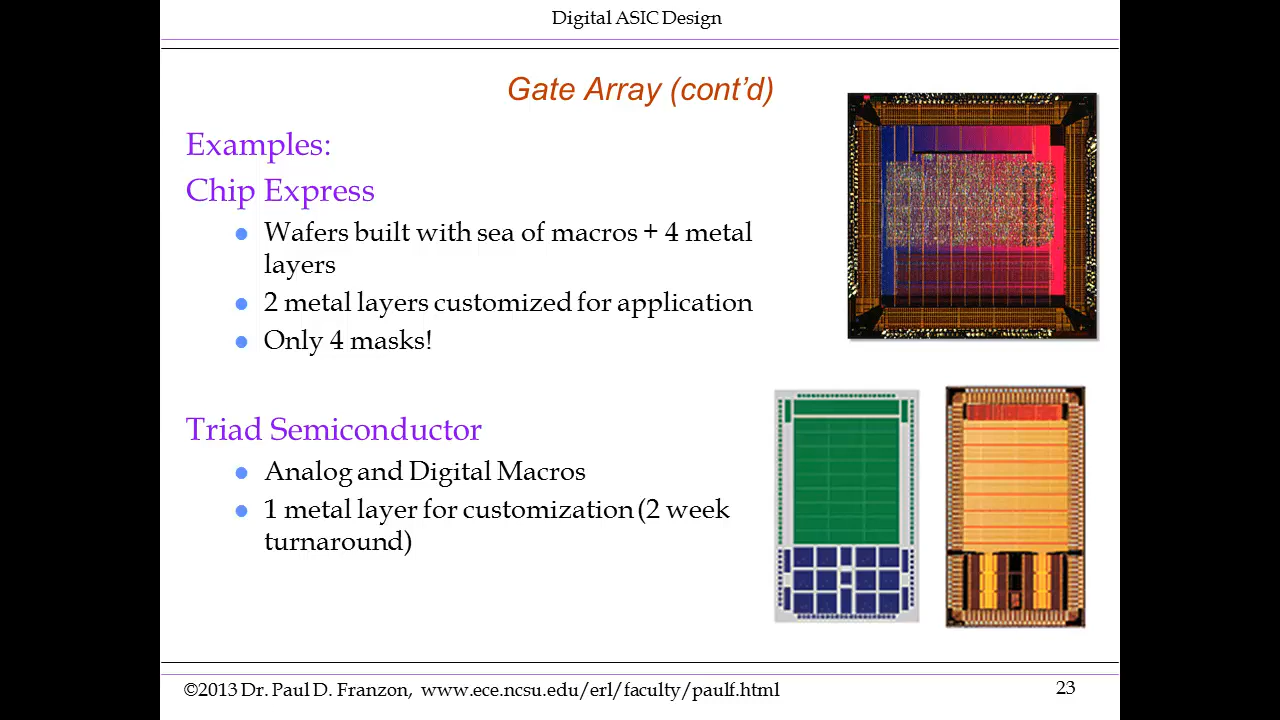 Digital ASIC Design
Gate Array (cont’d)
Examples:
Chip Express
Wafers built with sea of macros + 4 metal
layers
2 metal layers customized for application
Only 4 masks!
Triad Semiconductor
Analog and Digital Macros
1 metal layer for customization (2 week
turnaround)
©2013 Dr. Paul D. Franzon, www.ece.ncsu.edu/erl/faculty/paulf.html
23